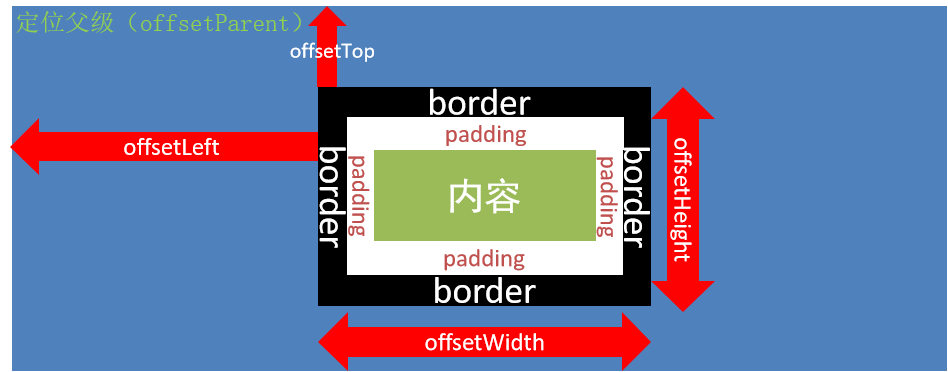 定位父级（offsetParent）
offsetTop
border
padding
offsetLeft
border
padding
内容
padding
border
offsetHeight
padding
border
offsetWidth